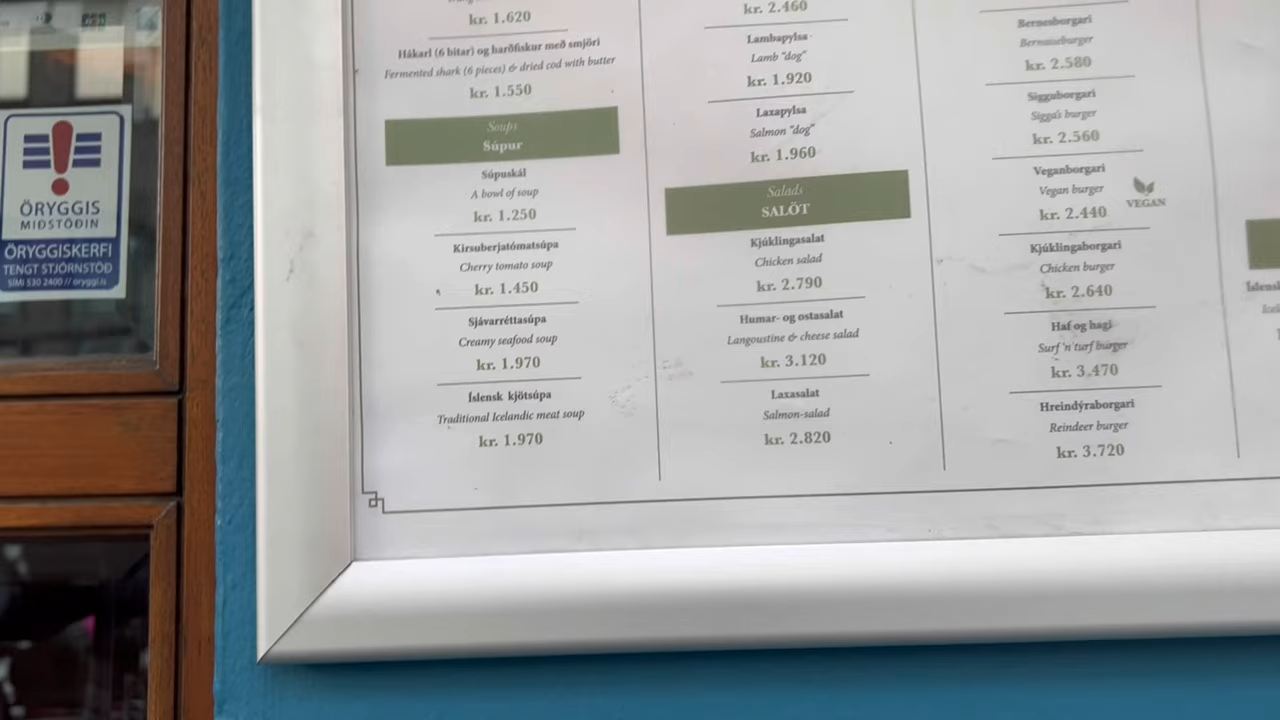 ÖRYGGIS
MIÐSTÖÐIN
ÖRYGGISKERFI
TENGT STJÓRNSTÖÐ
SÍMI 530 2400 // oryggi.is
kr. 1.620
Hákarl (6 bitar) og harðfiskur með smjöri
Fermented shark (6 pieces) & dried cod with butter
kr. 1.550
Soups
Súpur
Súpuskál
A bowl of soup
kr. 1.250
Kirsuberjatómatsúpa
Cherry tomato soup
kr. 1.450
Sjávarréttasúpa
Creamy seafood soup
kr. 1.970
Íslensk kjötsúpa
Traditional Icelandic meat soup
kr. 1.970
kr. 2.460
Lambapylsa
Lamb "dog"
kr. 1.920
Laxapylsa
Salmon "dog"
kr. 1.960
Salads
SALÖT
Kjúklingasalat
Chicken salad
kr. 2.790
Humar- og ostasalat
Langoustine & cheese salad
kr. 3.120
Laxasalat
Salmon-salad
kr. 2.820
Bernesborgari
Bernaiseburger
kr. 2.580
Sigguborgari
Sigga's burger
kr. 2.560
Veganborgari
Vegan burger
VEGAN
kr. 2.440
Kjúklingaborgari
Chicken burger
kr. 2.640
Haf og hagi
Surf 'n' turf burger
kr. 3.470
Hreindýraborgari
Reindeer burger
kr. 3.720